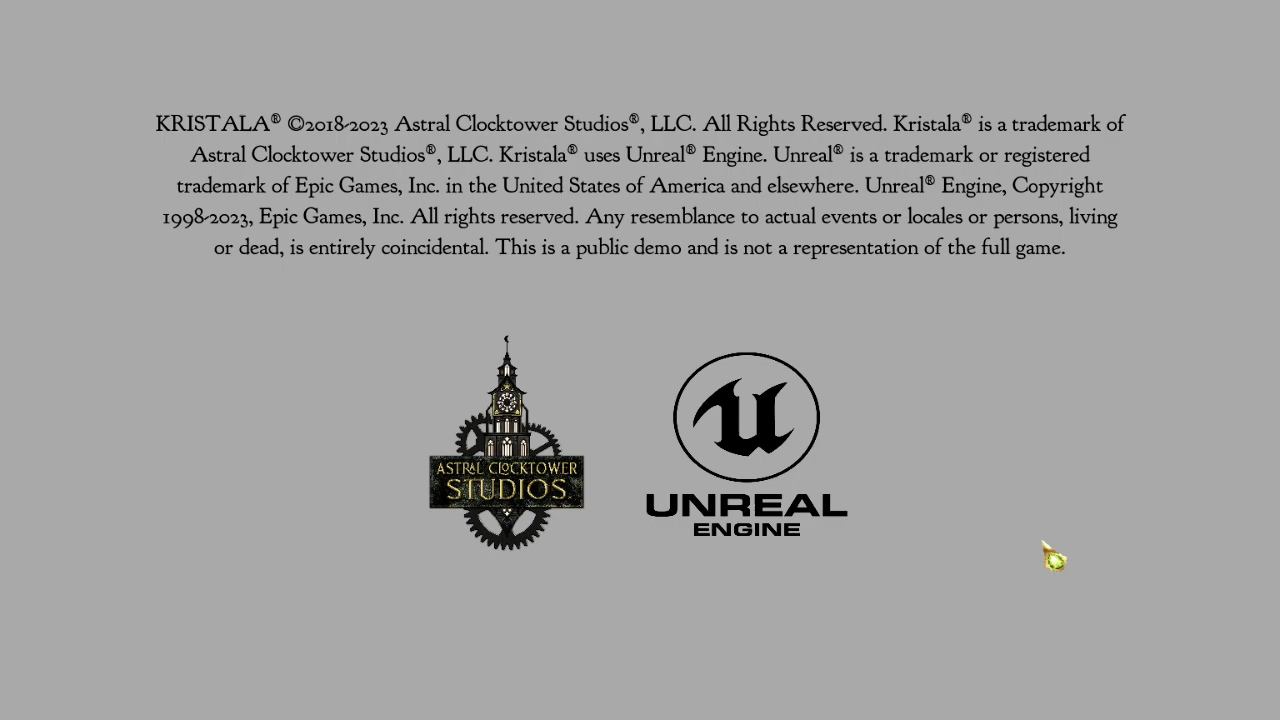 KRISTALA® ©2018-2023 Astral Clocktower Studios®, LLC. All Rights Reserved. Kristala® is a trademark of
Astral Clocktower Studios®, LLC. Kristala® uses Unreal® Engine. Unreal® is a trademark or registered
trademark of Epic Games, Inc. in the United States of America and elsewhere. Unreal® Engine, Copyright
1998-2023, Epic Games, Inc. All rights reserved. Any resemblance to actual events or locales or persons, living
or dead, is entirely coincidental. This is a public demo and is not a representation of the full game.
ASTRAL CLOCKTOWER
STUDIOS
UNREAL
ENGINE